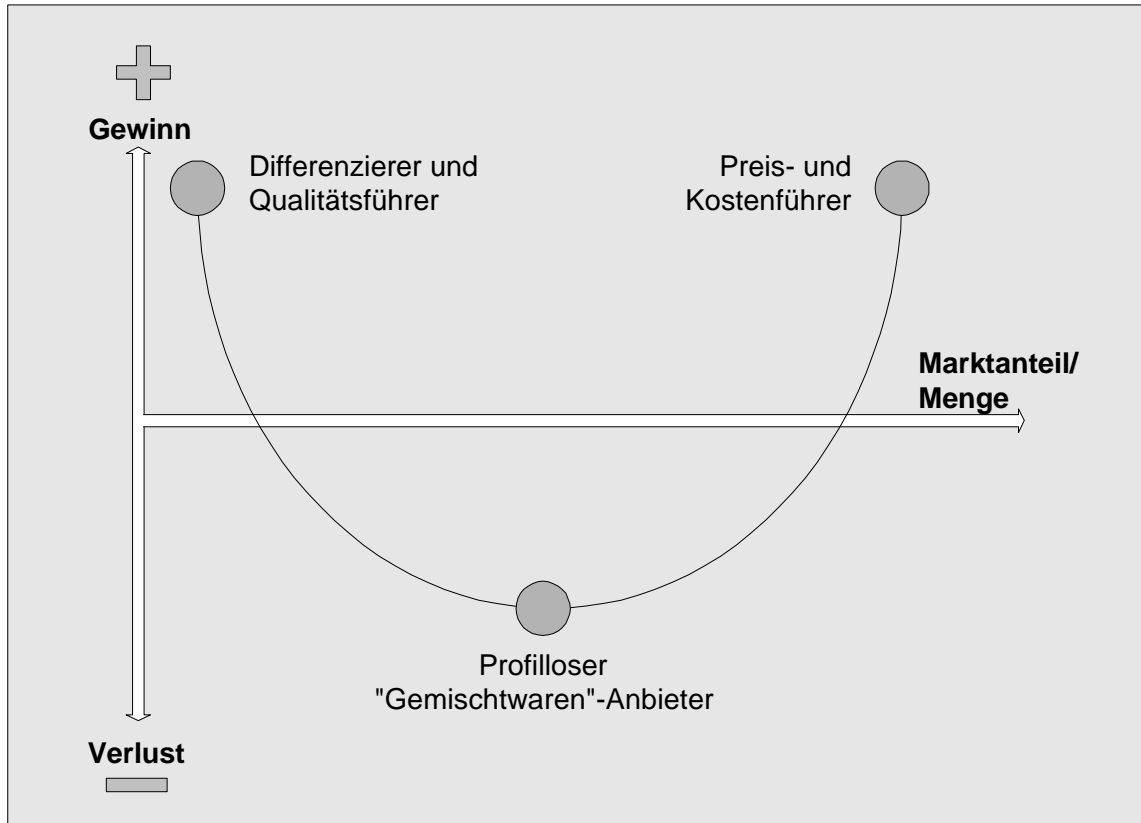 Gewinn
Differenzierer und
Qualitätsführer
Preis- und
Kostenführer
Marktanteil/
Menge
Profilloser
"Gemischtwaren"-Anbieter
Verlust